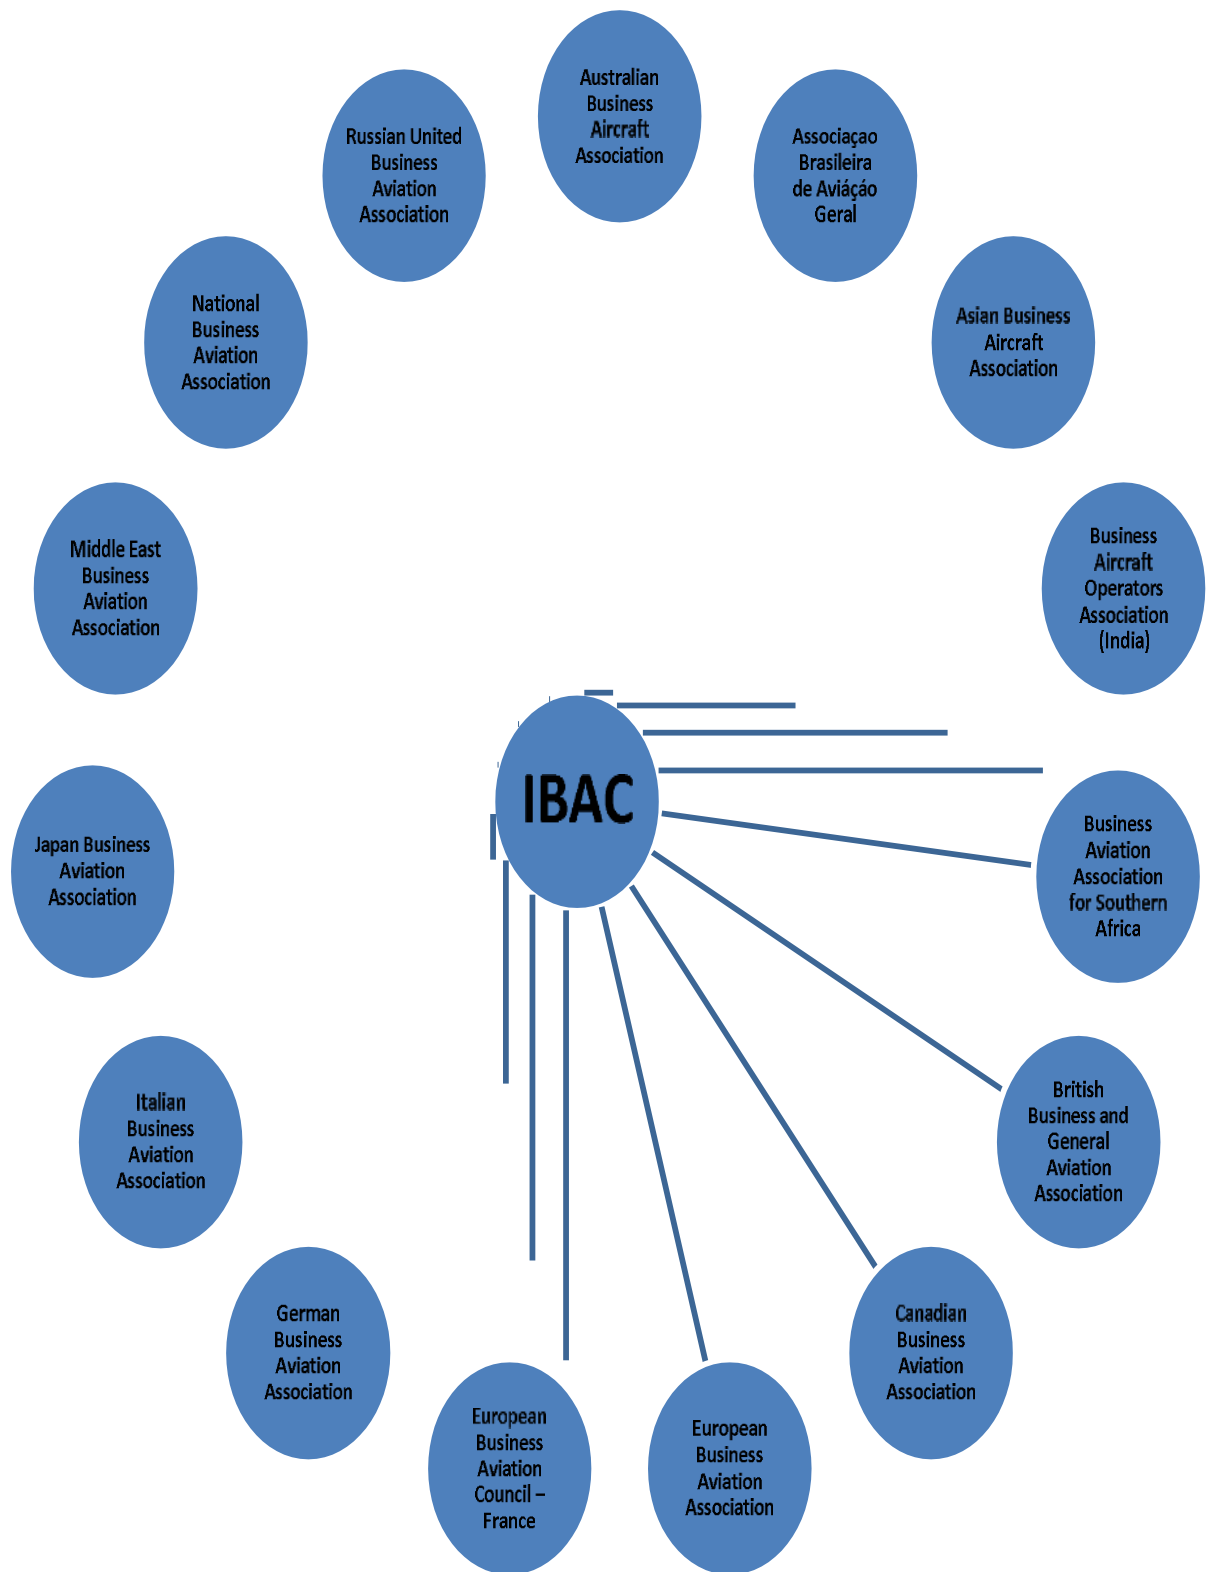 Australian
Business
Aircraft
Association
Associaçao
Brasileira
de Aviáçáo
Geral
Asian Business
Aircraft
Association
Business
Aircraft
Operators
Association
(India)
Business
Aviation
Association
for Southern
Africa
British
Business and
General
Aviation
Association
Canadian
Business
Aviation
Association
European
Business
Aviation
Association
European
Business
Aviation
Council –
France
German
Business
Aviation
Association
Italian
Business
Aviation
Association
Japan Business
Aviation
Association
Middle East
Business
Aviation
Association
National
Business
Aviation
Association
Russian United
Business
Aviation
Association
IBAC